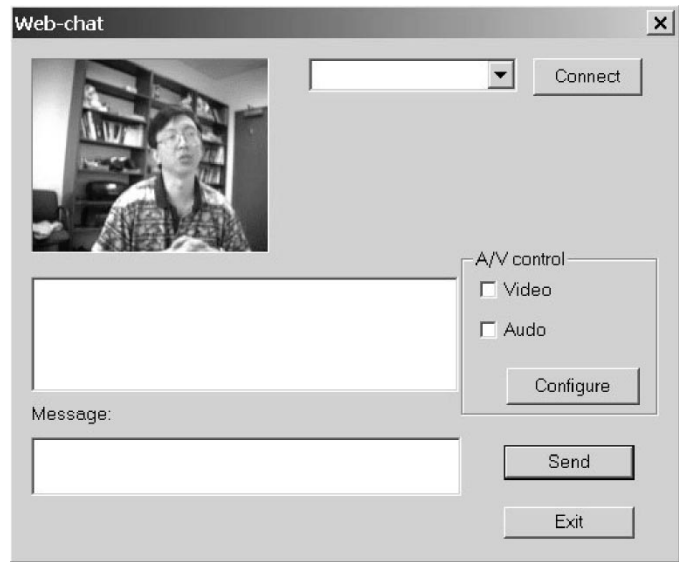 Web-chat
Connect
A/V control
Video
Audo
Configure
Message:
Send
Exit